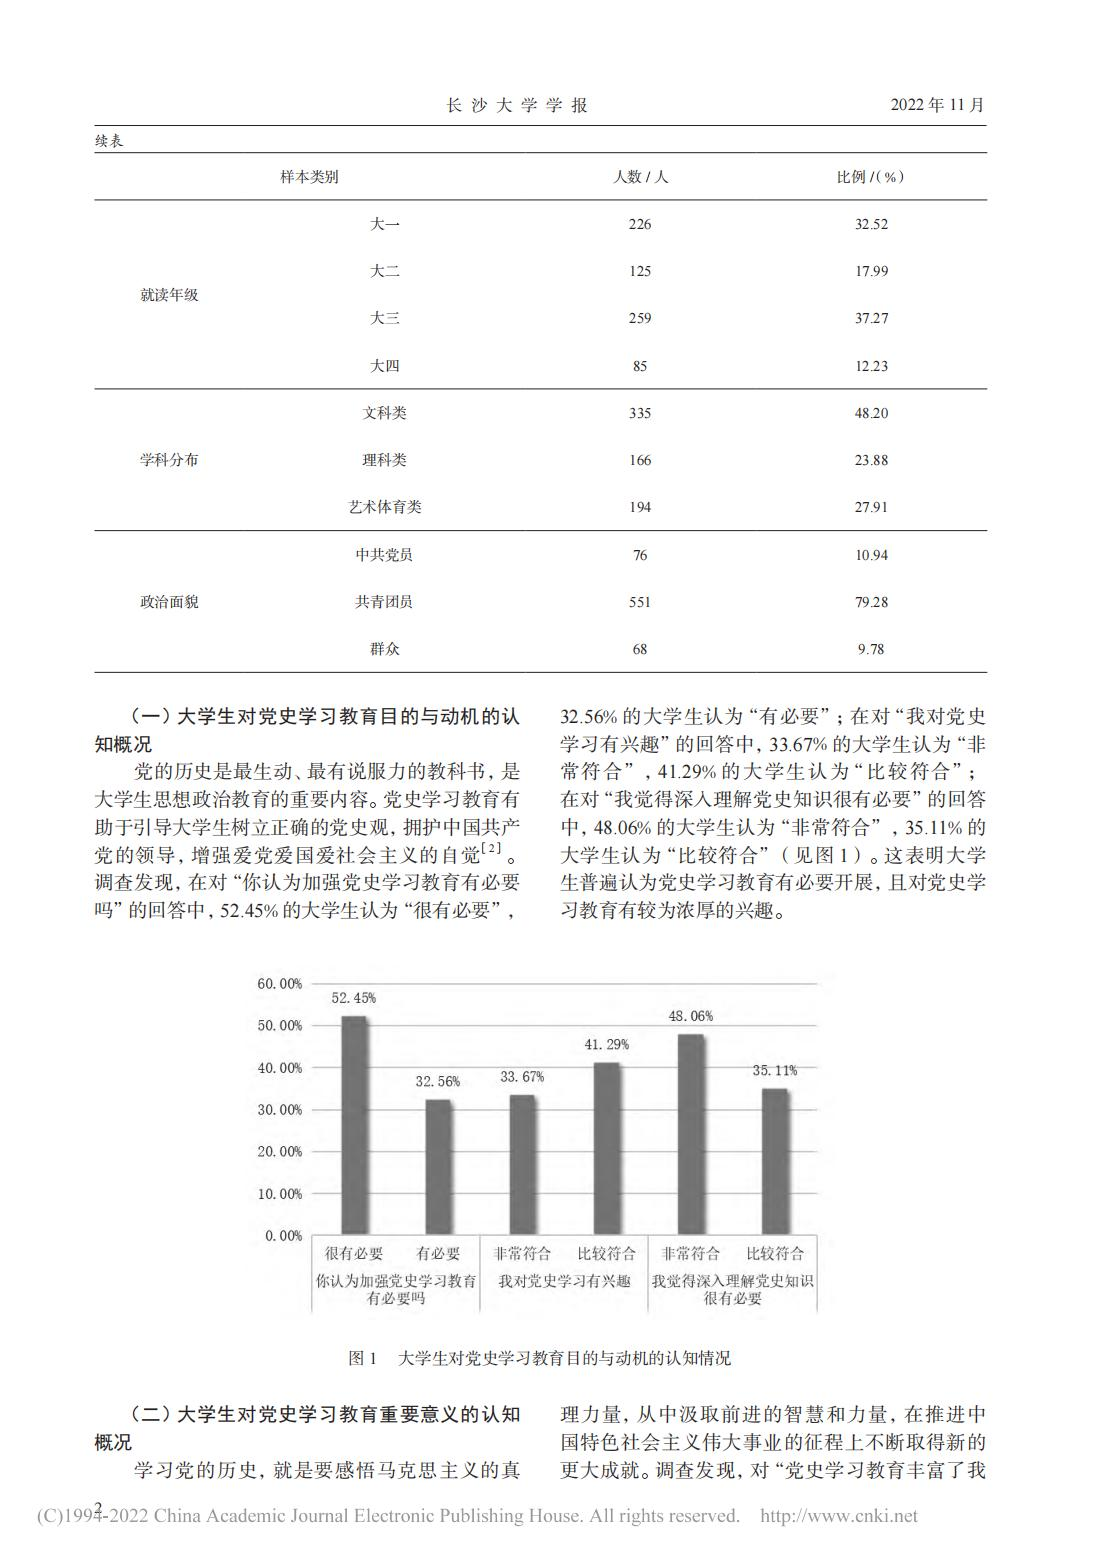 长沙大学学报 2022年11月
续表
样本类别 人数/人 比例/(%)
就读年级
大一 226 32.52
大二 125 17.99
大三 259 37.27
大四 85 12.23
学科分布
文科类 335 48.20
理科类 166 23.88
艺术体育类 194 27.91
政治面貌
中共党员 76 10.94
共青团员 551 79.28
群众 68 9.78
（一）大学生对党史学习教育目的与动机的认
知概况
党的历史是最生动、最有说服力的教科书，是
大学生思想政治教育的重要内容。党史学习教育有
助于引导大学生树立正确的党史观，拥护中国共产
党的领导，增强爱党爱国爱社会主义的自觉[2]。
调查发现，在对“你认为加强党史学习教育有必要
吗”的回答中，52.45%的大学生认为“很有必要”，
32.56%的大学生认为“有必要”；在对“我对党史
学习有兴趣”的回答中，33.67%的大学生认为“非
常符合”，41.29%的大学生认为“比较符合”；
在对“我觉得深入理解党史知识很有必要”的回答
中，48.06%的大学生认为“非常符合”，35.11%的
大学生认为“比较符合”（见图1）。这表明大学
生普遍认为党史学习教育有必要开展，且对党史学
习教育有较为浓厚的兴趣。
60.00%
50.00%
40.00%
30.00%
20.00%
10.00%
0.00%
52.45%
32.56%
33.67%
41.29%
48.06%
35.11%
很有必要 有必要 非常符合 比较符合 非常符合 比较符合
你认为加强党史学习教育
有必要吗
我对党史学习有兴趣
我觉得深入理解党史知识
很有必要
图1 大学生对党史学习教育目的与动机的认知情况
（二）大学生对党史学习教育重要意义的认知
概况
学习党的历史，就是要感悟马克思主义的真
理力量，从中汲取前进的智慧和力量，在推进中
国特色社会主义伟大事业的征程上不断取得新的
更大成就。调查发现，对“党史学习教育丰富了我
2
(C)1994-2022 China Academic Journal Electronic Publishing House. All rights reserved. http://www.cnki.net